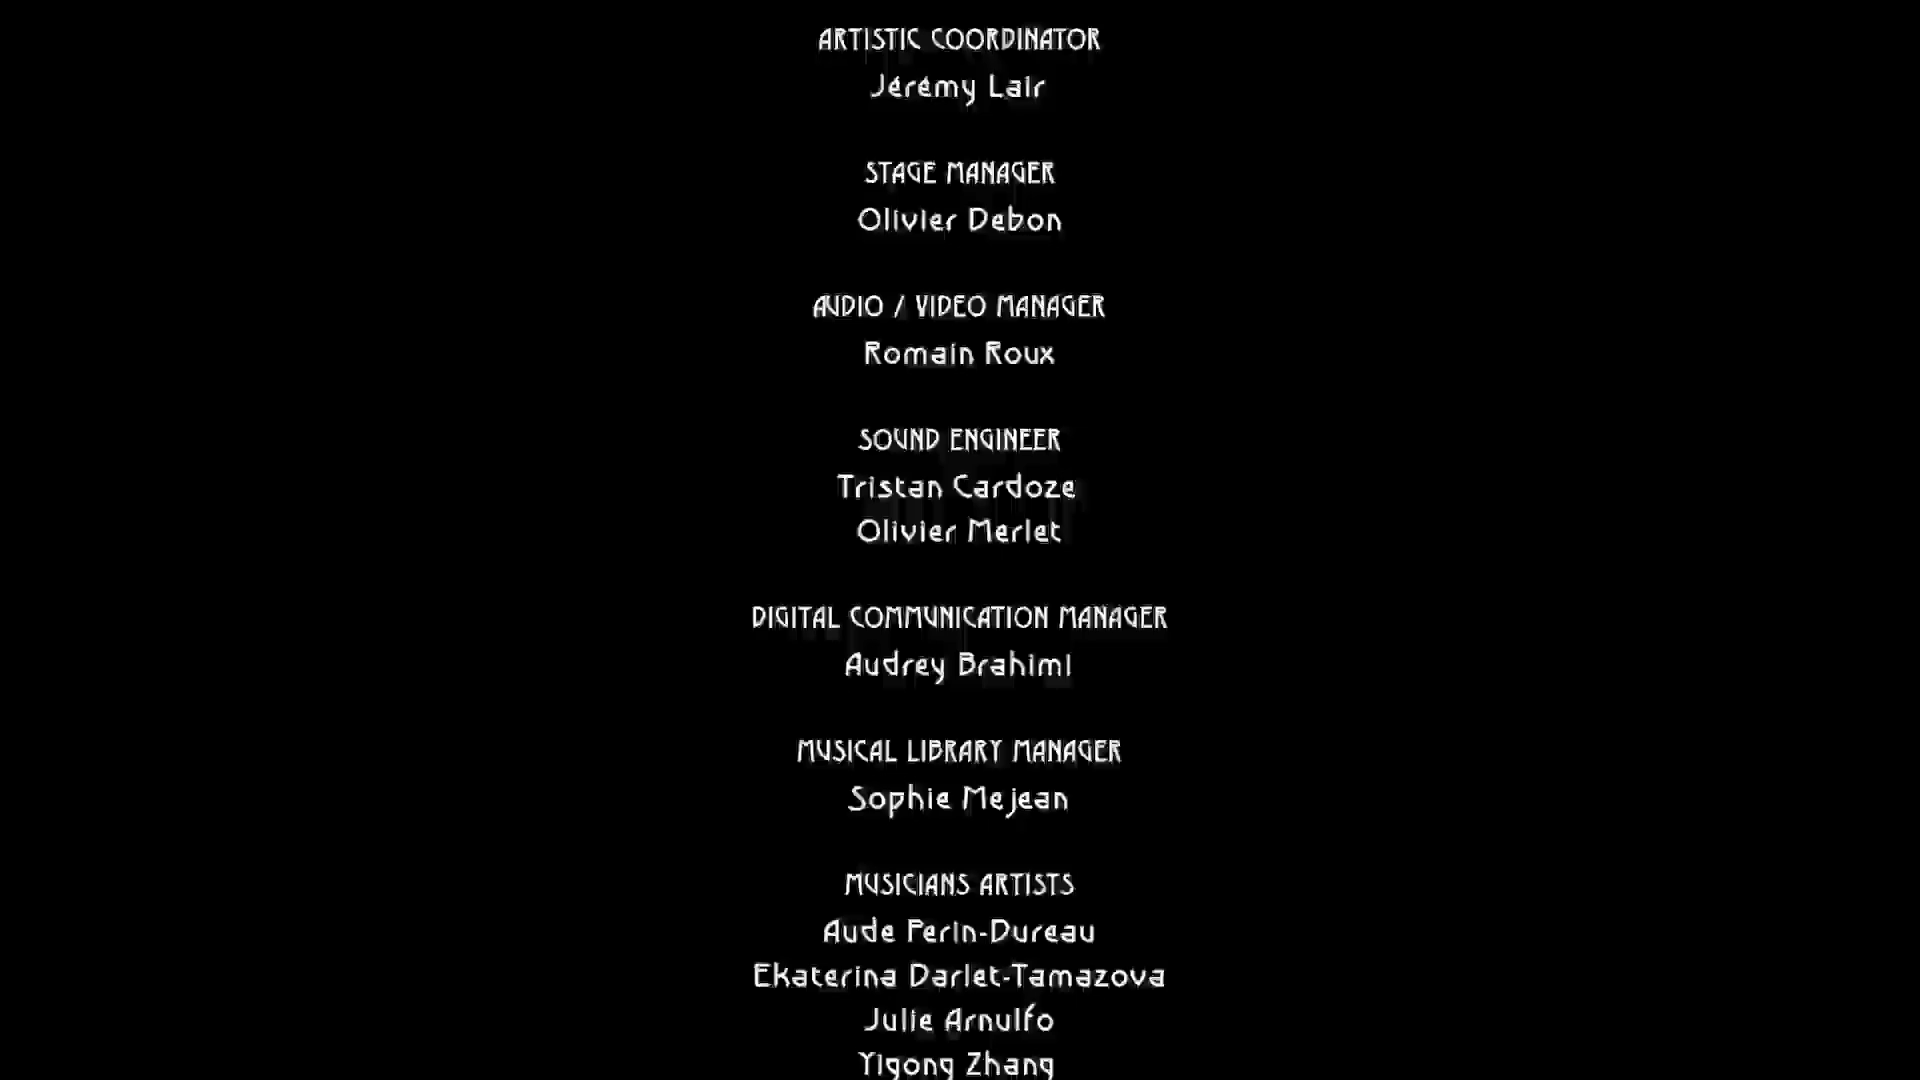 ARTISTIC COORDINATOR
Jérémy Lair
STAGE MANAGER
Olivier Debon
AUDIO / VIDEO MANAGER
Romain Roux
SOUND ENGINEER
Tristan Cardoze
Olivier Merlet
DIGITAL COMMUNICATION MANAGER
Audrey Brahimi
MUSICAL LIBRARY MANAGER
Sophie Mejean
MUSICIANS ARTISTS
Aude Perin-Dureau
Ekaterina Darlet-Tamazova
Julie Arnulfo
Yigong Zhang